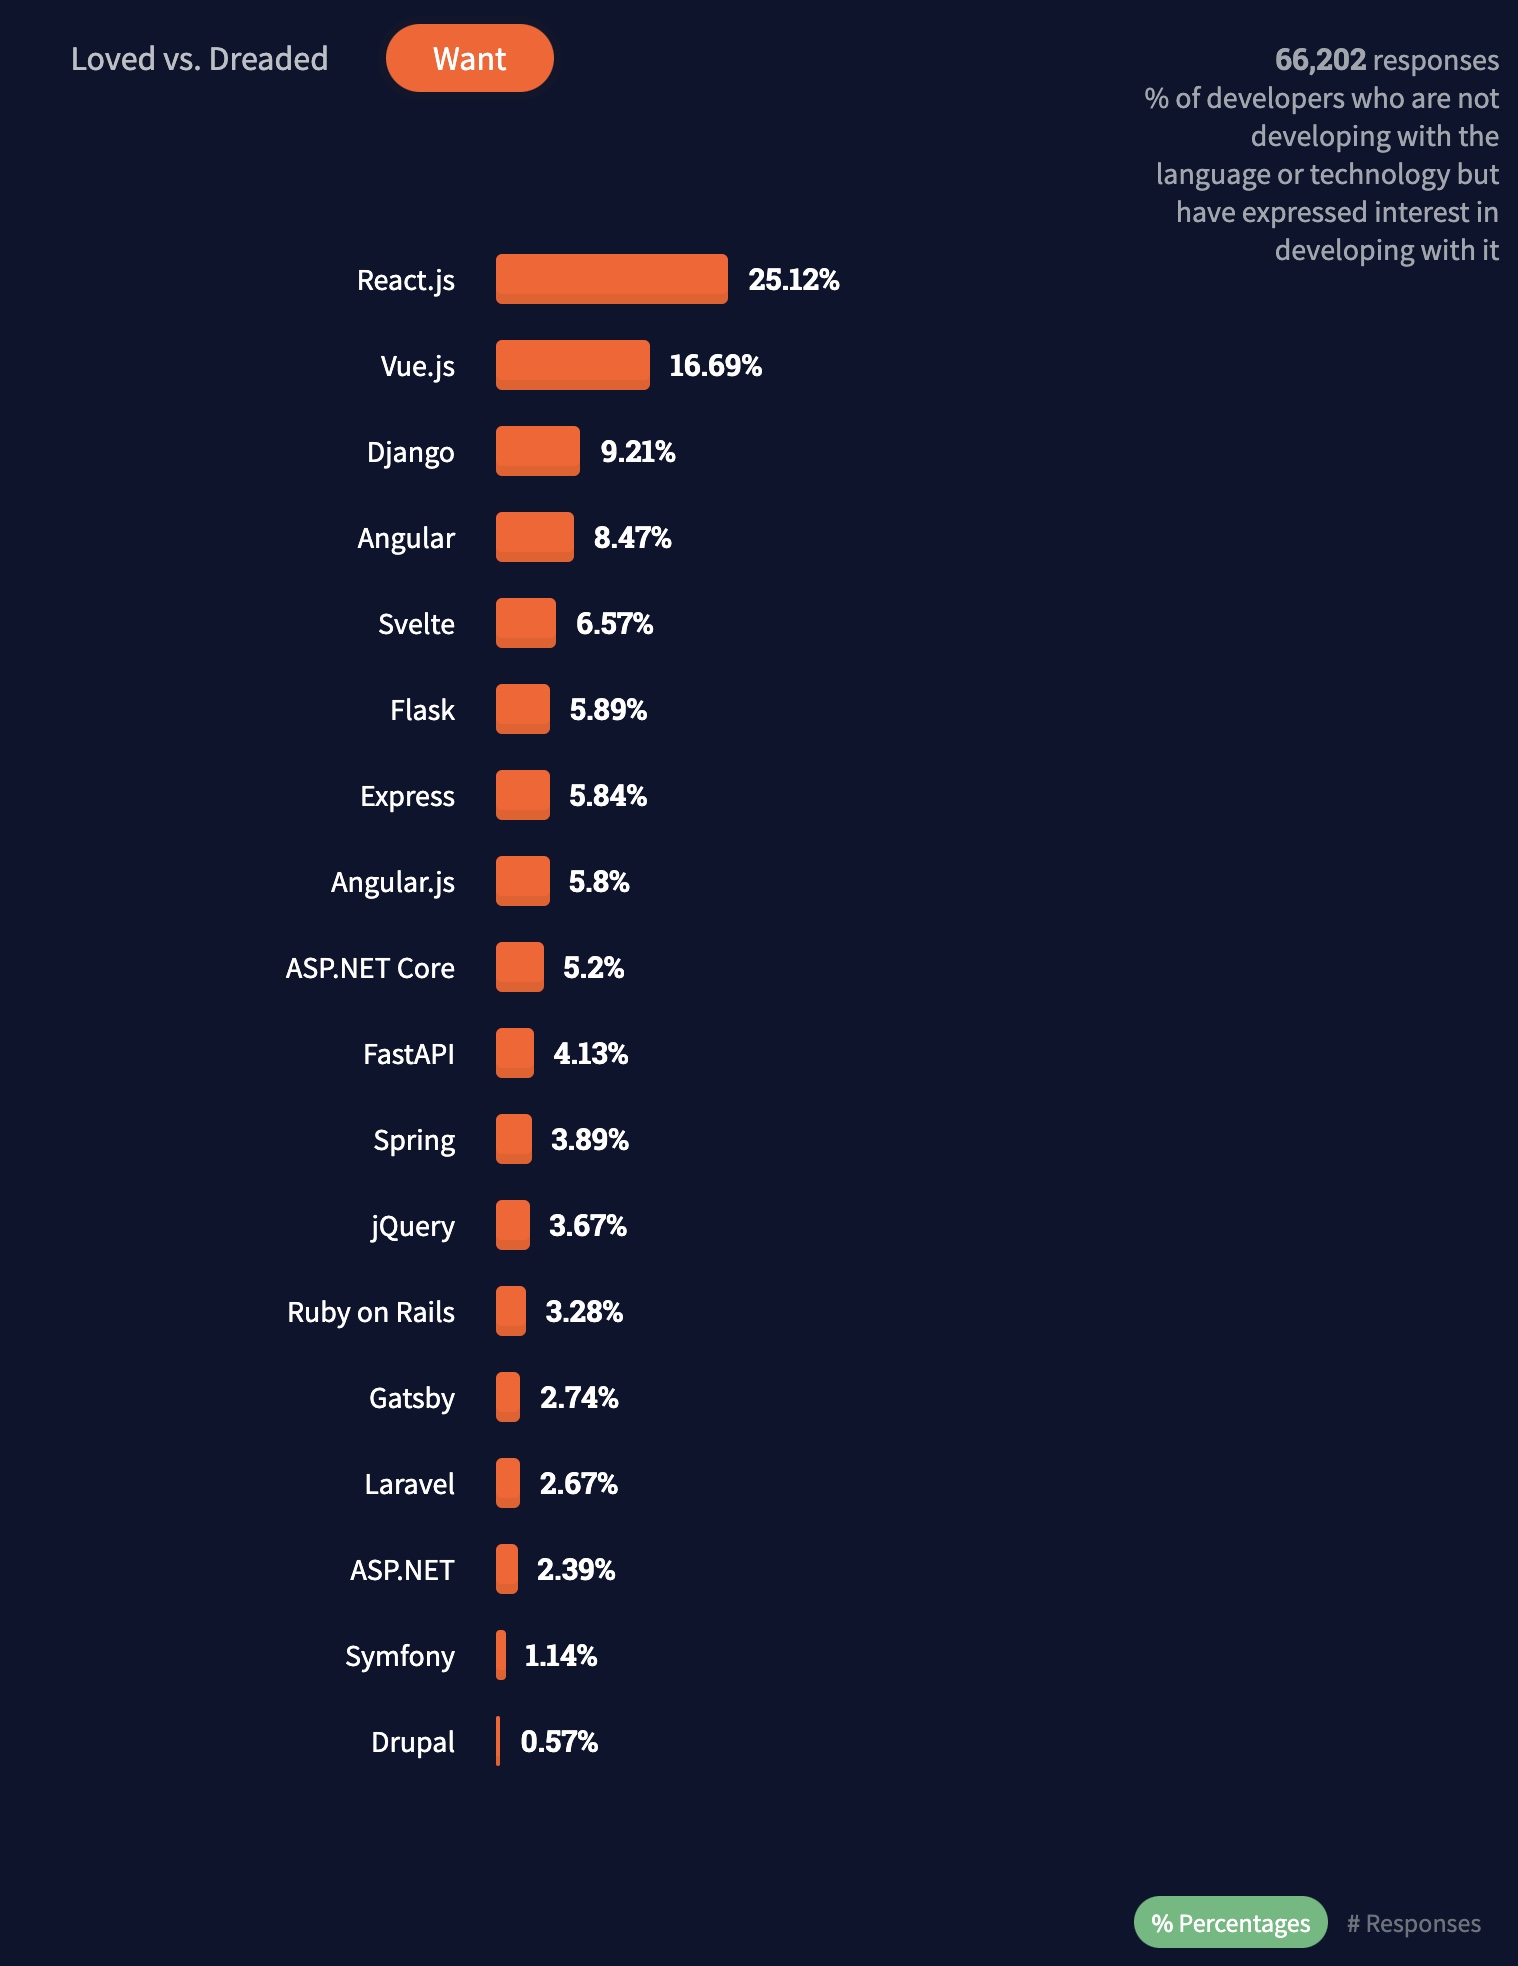 Loved vs. Dreaded
Want
66,202 responses
% of developers who are not
developing with the
language or technology but
have expressed interest in
developing with it
React.js 25.12%
Vue.js 16.69%
Django 9.21%
Angular 8.47%
Svelte 6.57%
Flask 5.89%
Express 5.84%
Angular.js 5.8%
ASP.NET Core 5.2%
FastAPI 4.13%
Spring 3.89%
jQuery 3.67%
Ruby on Rails 3.28%
Gatsby 2.74%
Laravel 2.67%
ASP.NET 2.39%
Symfony 1.14%
Drupal 0.57%
% Percentages
# Responses